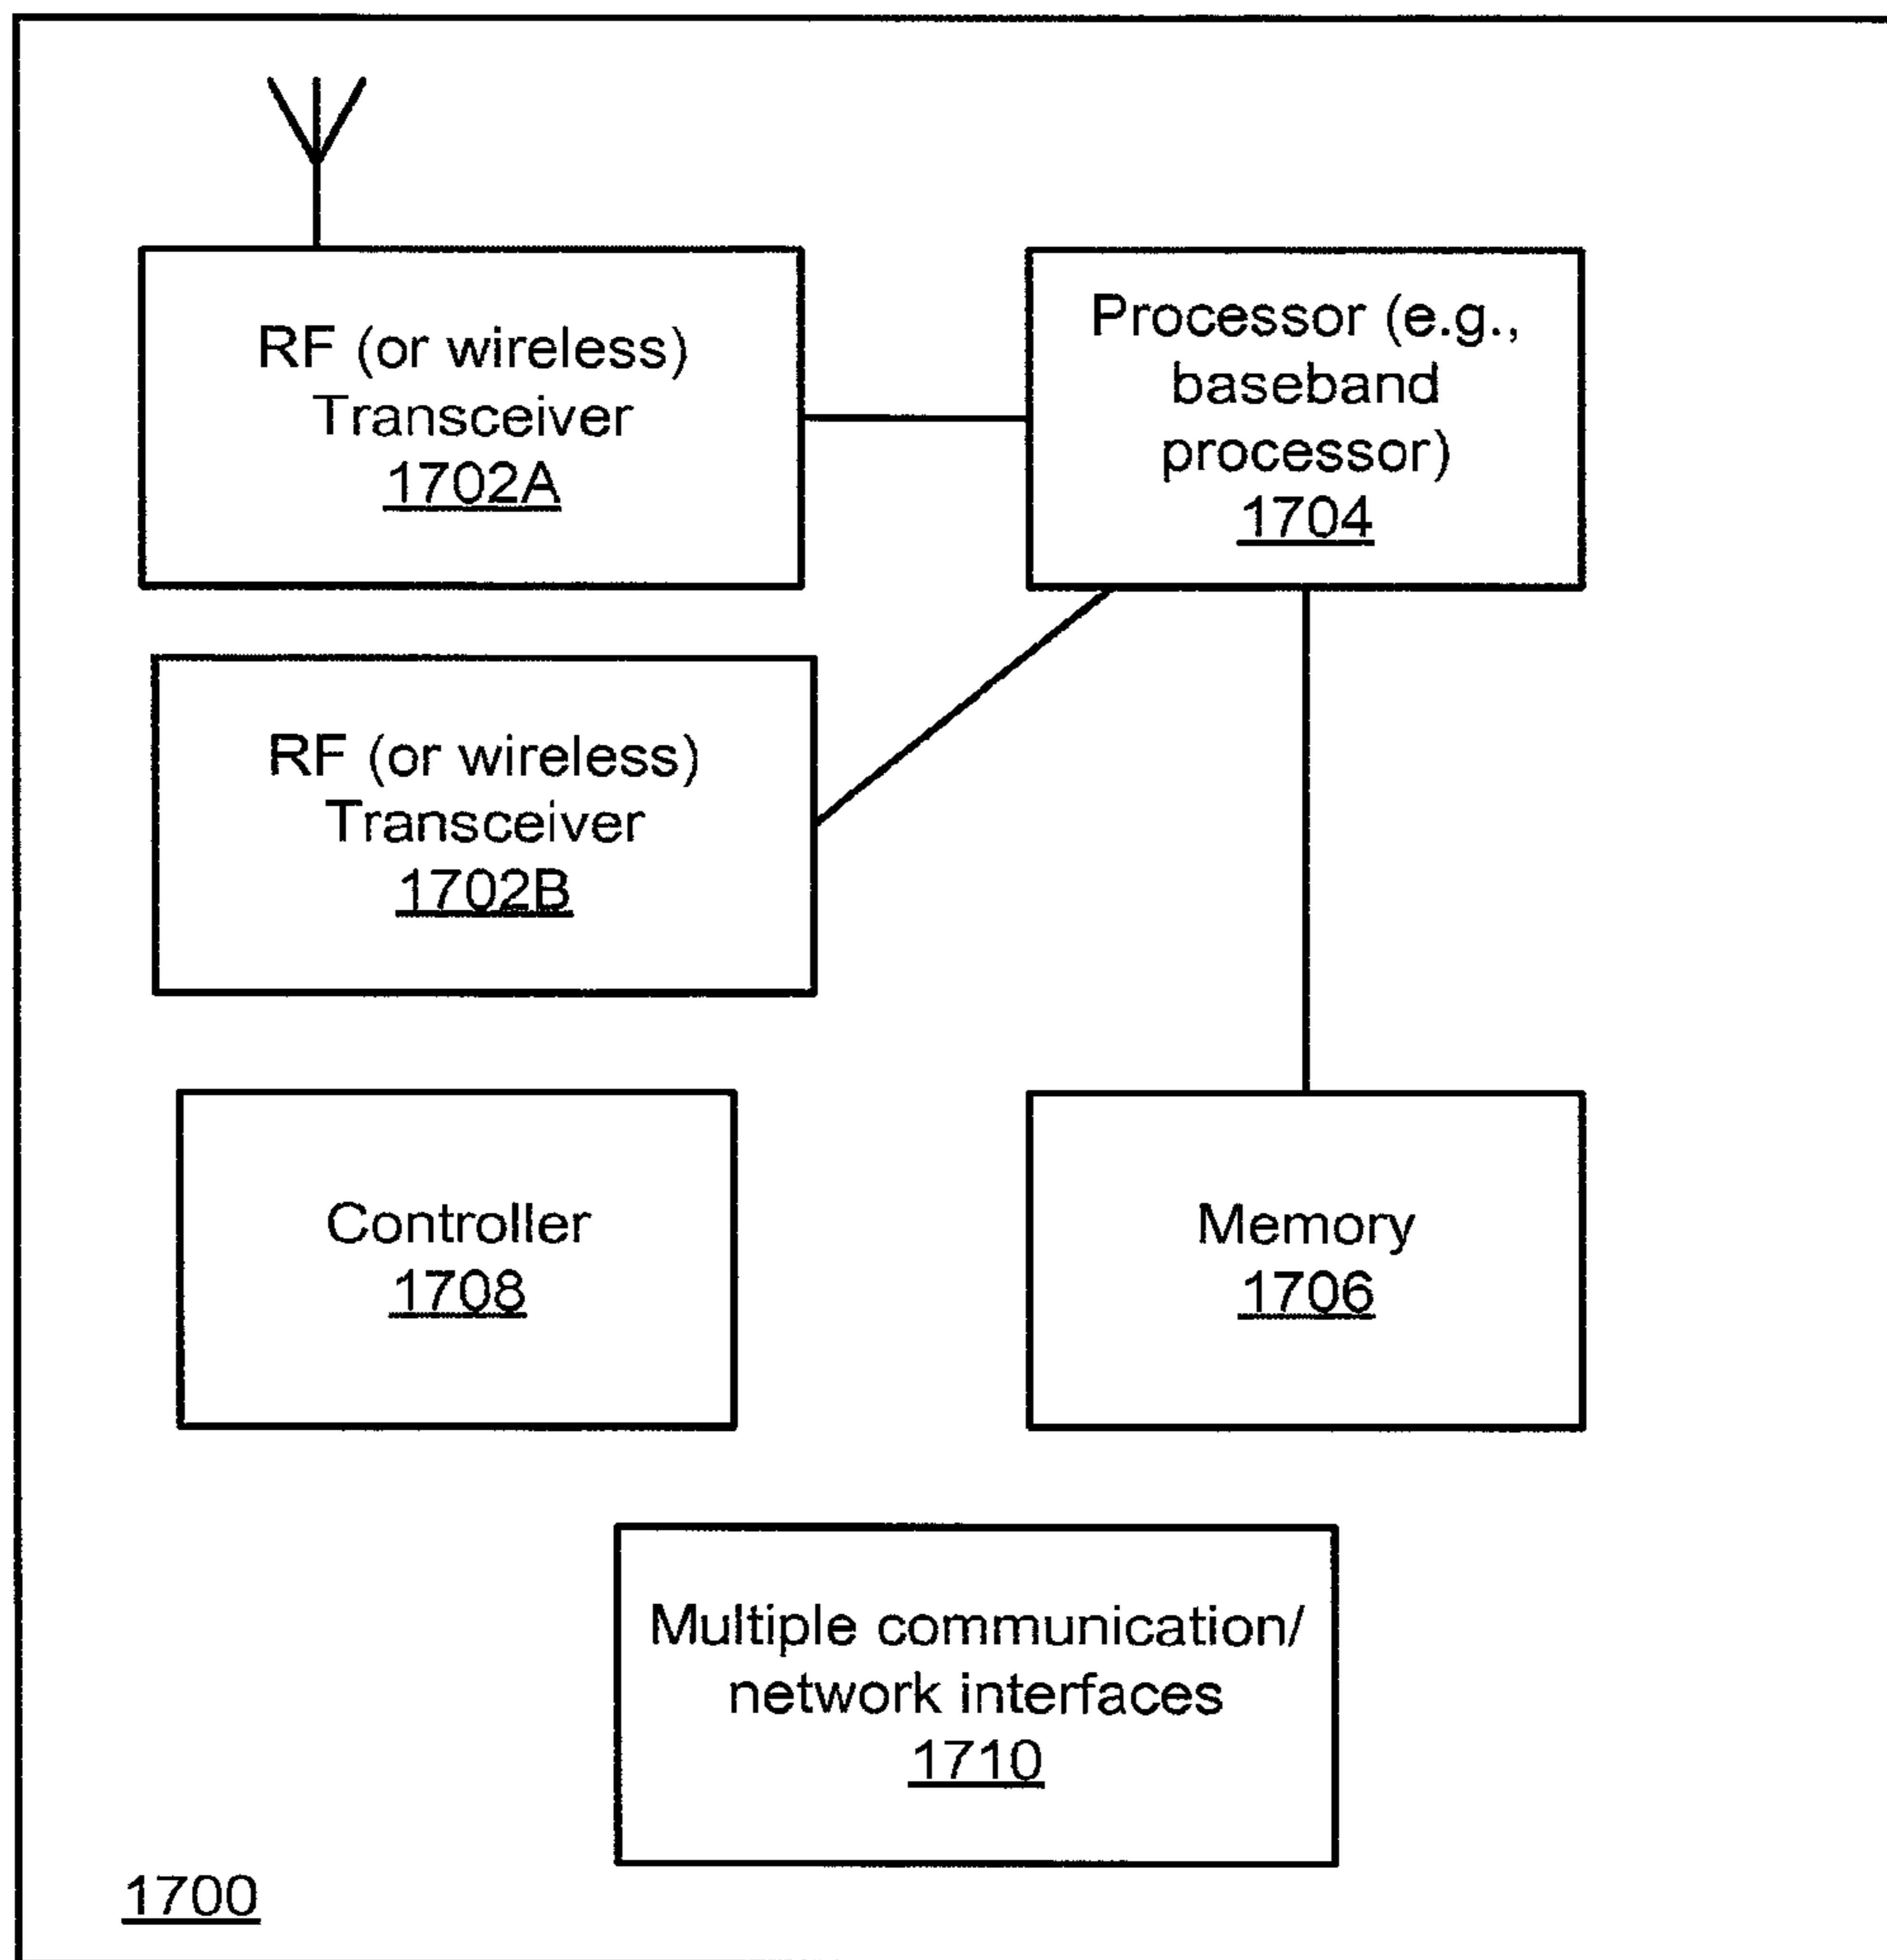 RF (or wireless)
Transceiver
1702A
Processor (e.g.,
baseband
processor)
1704
RF (or wireless)
Transceiver
1702B
Controller
1708
Memory
1706
Multiple communication/
network interfaces
1710
1700